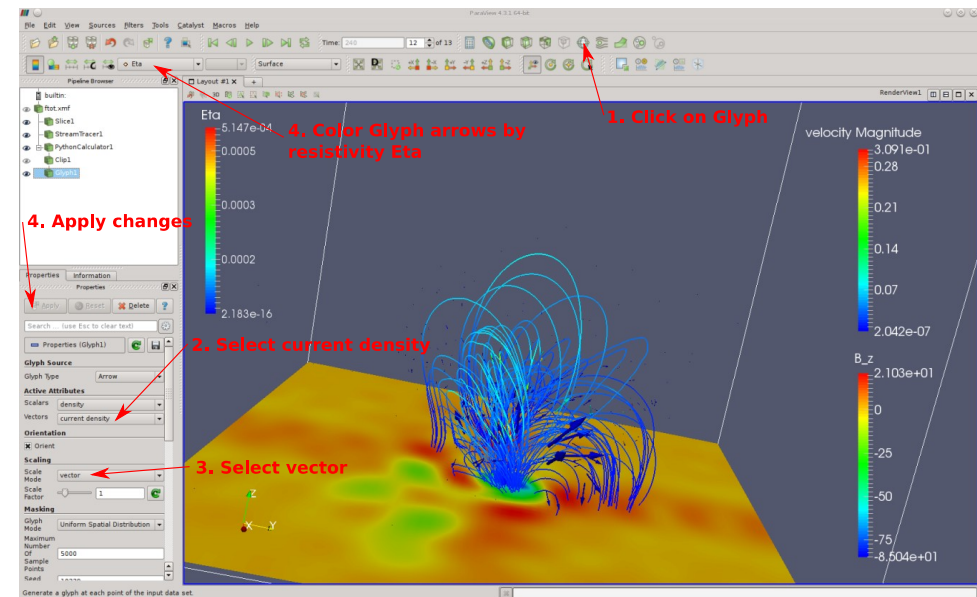 ParaView 4.3.1 64-bit
File Edit View Sources Filters Tools Catalyst Macros Help
Time: 240 12 of 13
Eta Surface
Pipeline Browser
Layout #1 X +
builtin:
3D
RenderView1
ftot.xmf
Slice1
StreamTracer1
PythonCalculator1
Clip1
Glyph1
Eta
5.147e-04
0.0005
0.0003
0.0002
2.183e-16
1. Click on Glyph
4. Color Glyph arrows by
resistivity Eta
velocity Magnitude
3.091e-01
0.28
0.21
0.14
0.07
2.042e-07
4. Apply changes
Properties Information
Properties
Apply Reset Delete ?
Search ... (use Esc to clear text)
2. Select current density
Properties (Glyph1)
Glyph Source
Glyph Type Arrow
Active Attributes
Scalars density
Vectors current density
Orientation
Orient
Scaling
Scale Mode vector
3. Select vector
Scale Factor 1
Masking
Glyph Mode Uniform Spatial Distribution
Maximum
Number
Of
Sample
Points
5000
Seed 10339
B_z
2.103e+01
0
-25
-50
-75
-8.504e+01
Z
X Y
Generate a glyph at each point of the input data set.